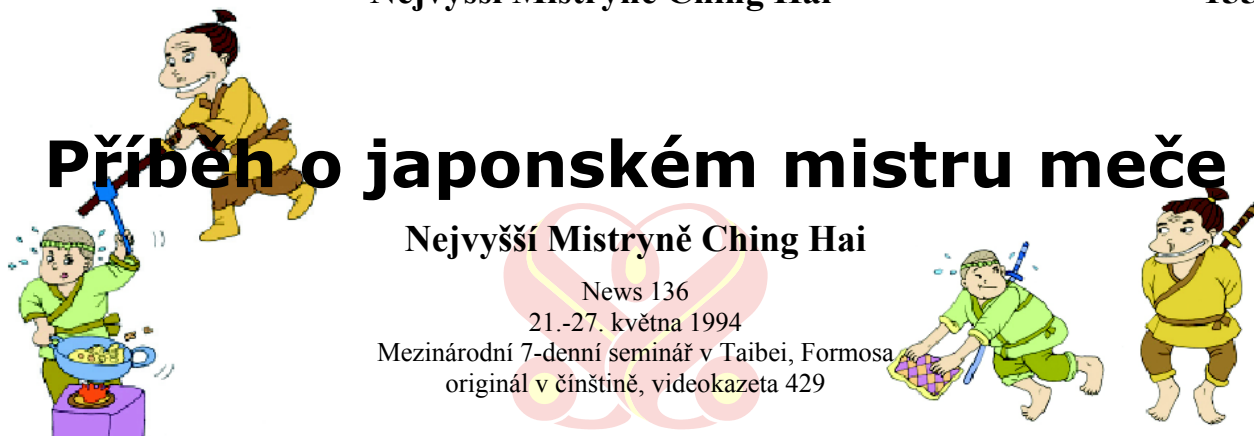 Příběh o japonském mistru meče
Nejvyšší Mistryně Ching Hai
News 136
21.-27. května 1994
Mezinárodní 7-denní seminář v Taibei, Formosa
originál v čínštině, videokazeta 429